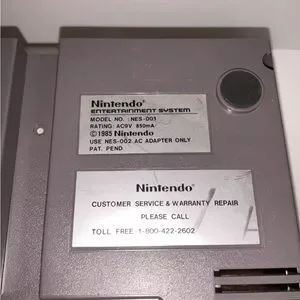 Nintendo®
ENTERTAINMENT SYSTEM
MODEL NO. : NES-001
RATING: AC9V 850mA
©1985 Nintendo
USE NES-002 AC ADAPTER ONLY
PAT. PEND.
Nintendo®
CUSTOMER SERVICE & WARRANTY REPAIR
PLEASE CALL
TOLL FREE 1-800-422-2602